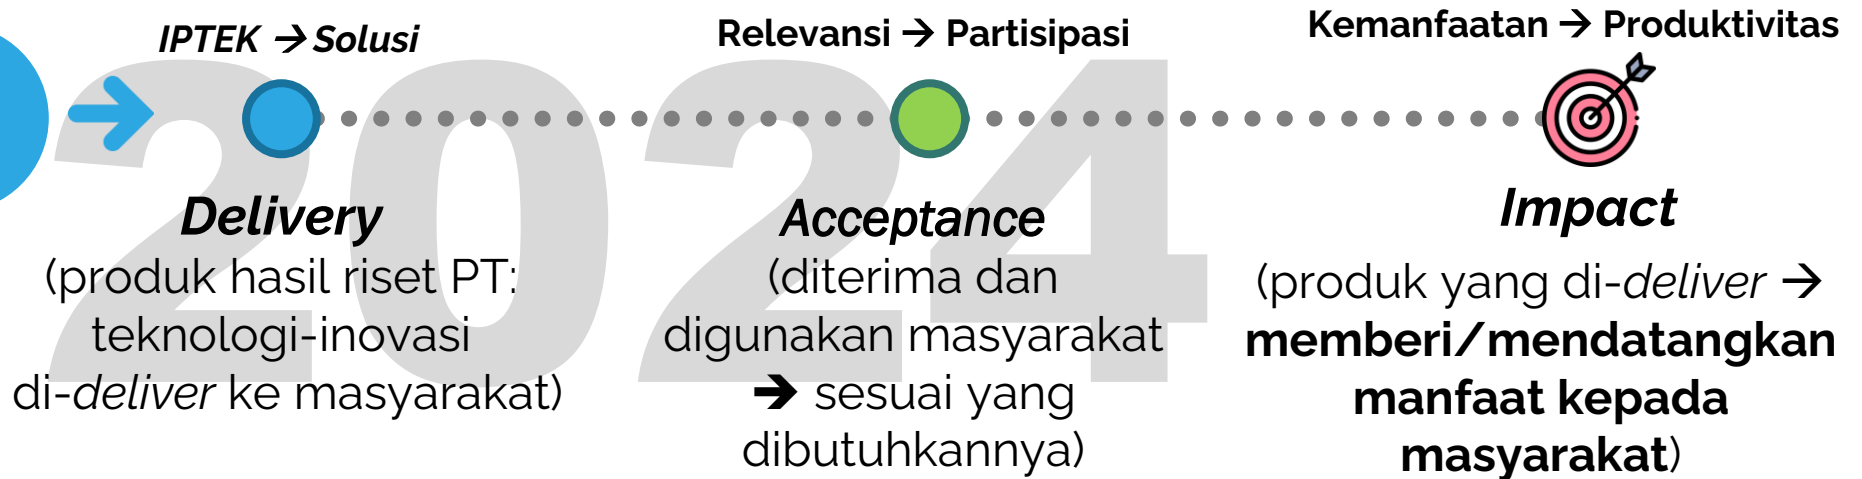 IPTEK → Solusi
Delivery
(produk hasil riset PT:
teknologi-inovasi
di-deliver ke masyarakat)
Relevansi → Partisipasi
Acceptance
(diterima dan
digunakan masyarakat
→ sesuai yang
dibutuhkannya)
Kemanfaatan → Produktivitas
Impact
(produk yang di-deliver →
memberi/mendatangkan
manfaat kepada
masyarakat)
2024